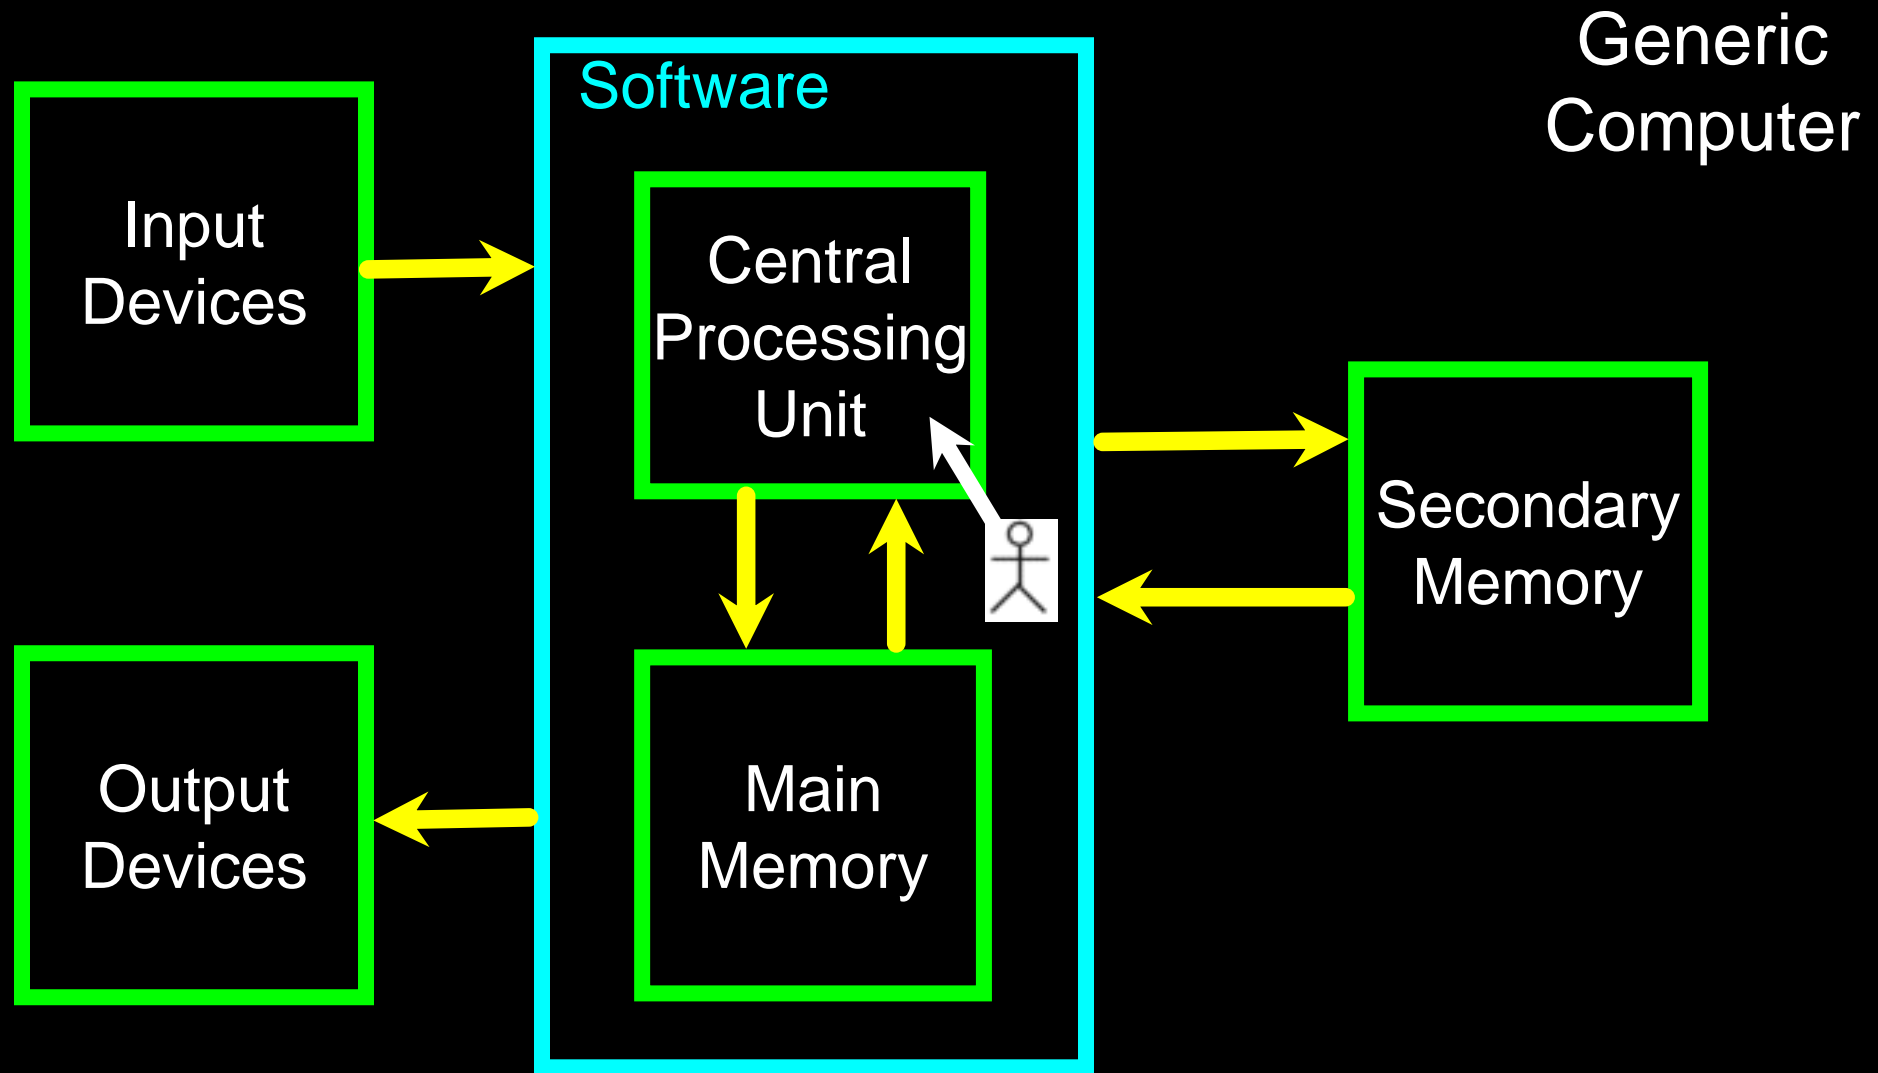 Generic
Computer
Software
Input
Devices
Central
Processing
Unit
Secondary
Memory
Output
Devices
Main
Memory